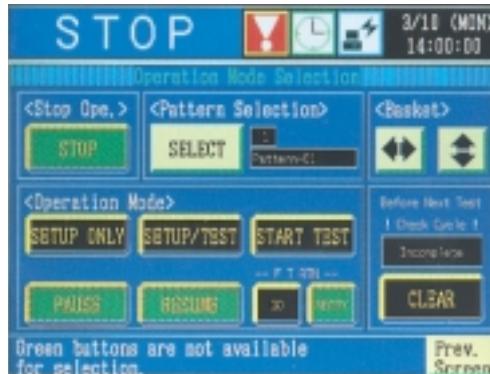 STOP
3/10 (MON)
14:00:00
Operation Mode Selection
<Stop Ope.>
<Pattern Selection>
<Basket>
STOP
SELECT
1
Pattern-01
<Operation Mode>
SETUP ONLY
SETUP/TEST
START TEST
Before Next Test
! Check Cycle !
Incomplete
PAUSE
RESUME
CLEAR
Green buttons are not available
for selection.
Prev.
Screen